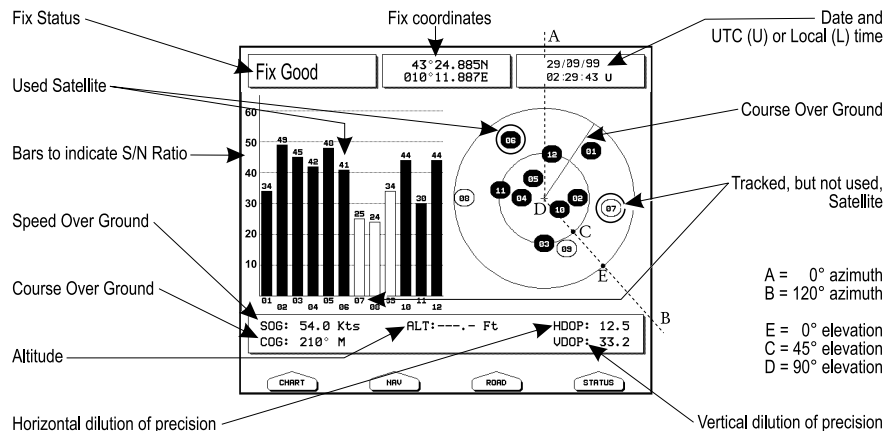 Fix Status
Fix coordinates
Date and
UTC (U) or Local (L) time
A
Fix Good
43°24.885N
010°11.887E
29/09/99
02:29:43 U
Used Satellite
Course Over Ground
Bars to indicate S/N Ratio
Tracked, but not used,
Satellite
60
50
40
30
20
10
34
49
45
42
48
41
25
24
34
44
30
44
01
02
03
04
05
06
07
08
09
10
11
12
06
12
01
05
11
04
02
08
D
10
07
C
03
09
E
B
Speed Over Ground
Course Over Ground
Altitude
SOG: 54.0 Kts
ALT:---.- Ft
HDOP: 12.5
COG: 210° M
VDOP: 33.2
A = 0° azimuth
B = 120° azimuth
E = 0° elevation
C = 45° elevation
D = 90° elevation
CHART
NAV
ROAD
STATUS
Horizontal dilution of precision
Vertical dilution of precision